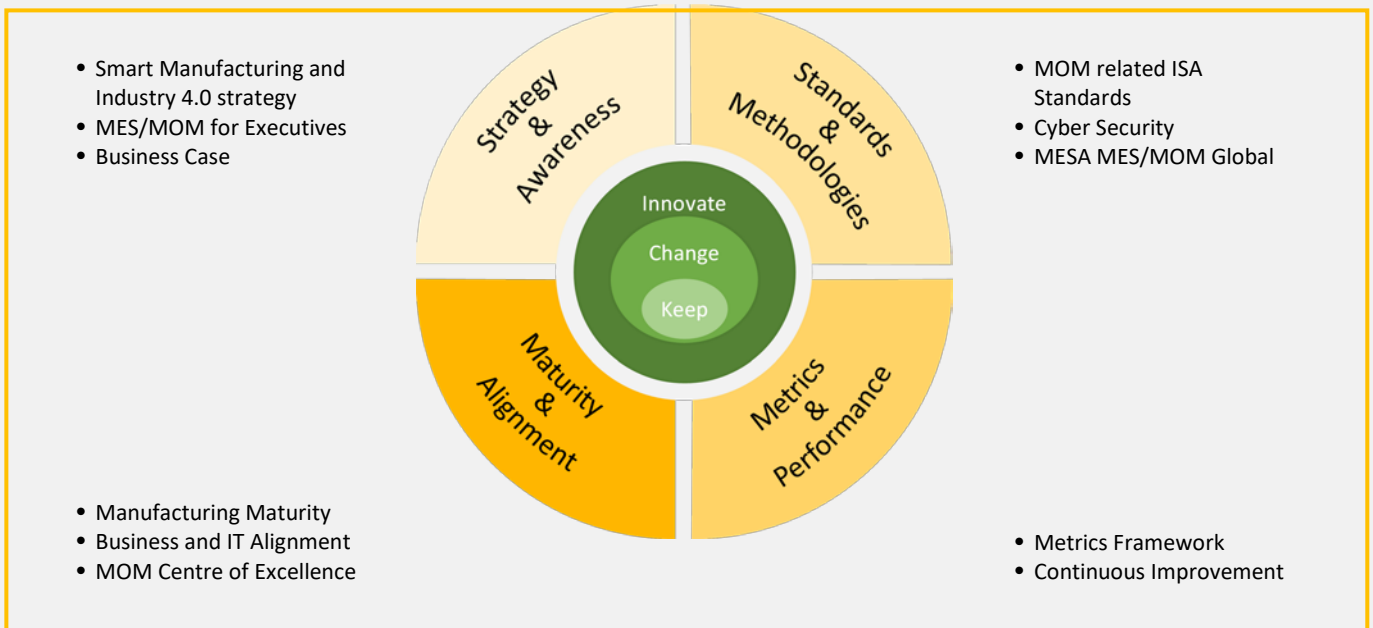 • Smart Manufacturing and
Industry 4.0 strategy
• MES/MOM for Executives
• Business Case
Strategy
&
Awareness
Standards
&
Methodologies
• MOM related ISA
Standards
• Cyber Security
• MESA MES/MOM Global
Innovate
Change
Keep
Maturity
&
Alignment
Metrics
&
Performance
• Manufacturing Maturity
• Business and IT Alignment
• MOM Centre of Excellence
• Metrics Framework
• Continuous Improvement